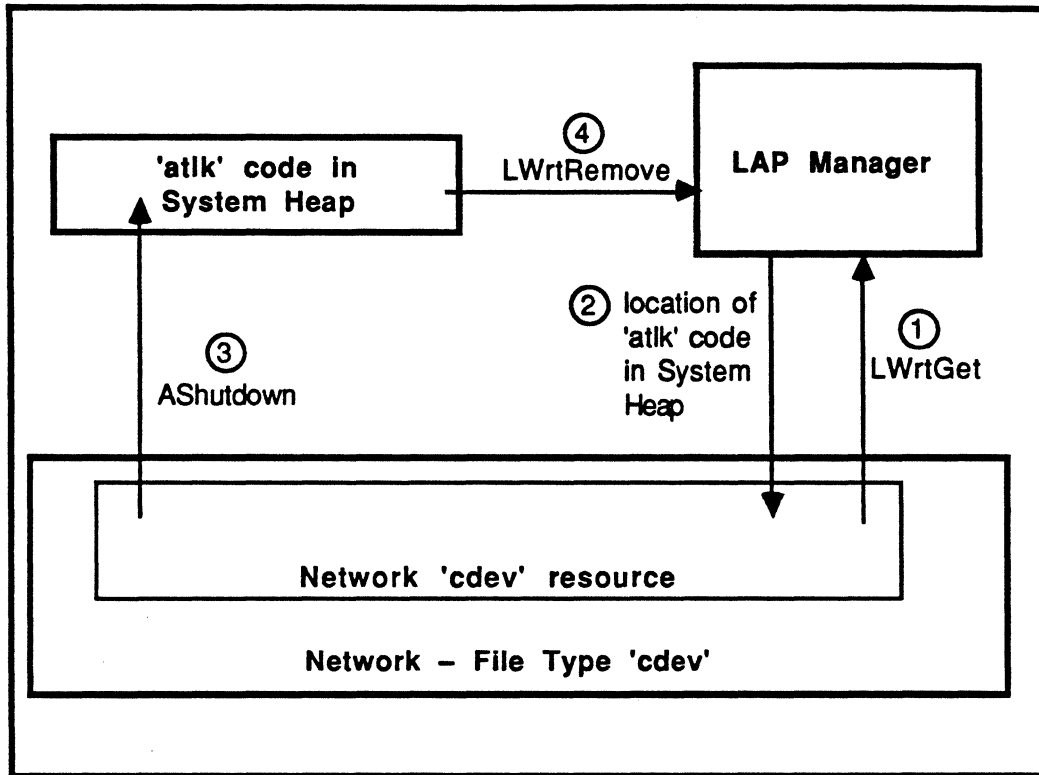 'atlk' code in
System Heap
④
LWrtRemove
LAP Manager
③
AShutdown
② location of
'atlk' code
in System
Heap
①
LWrtGet
Network 'cdev' resource
Network – File Type 'cdev'